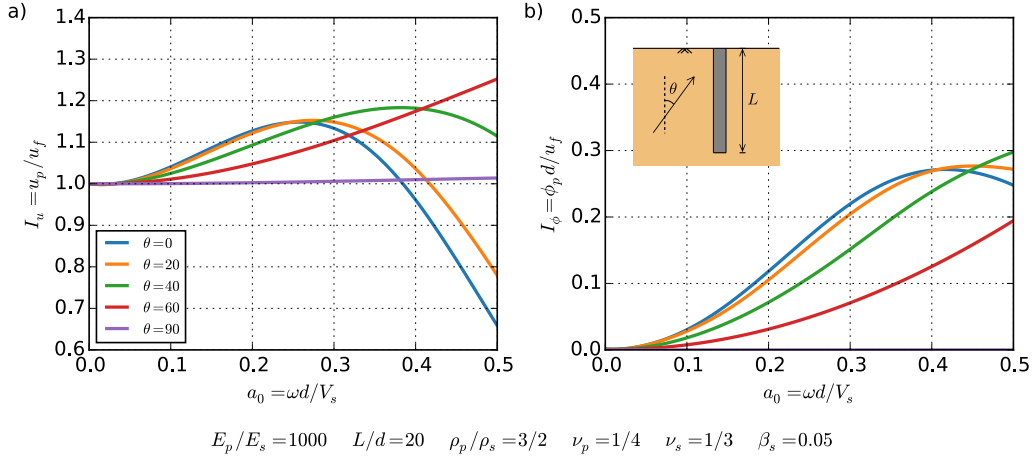 a)
1.4
1.3
1.2
1.1
1.0
0.9
0.8
0.7
0.6
I_u = u_p/u_f
θ=0
θ=20
θ=40
θ=60
θ=90
0.0 0.1 0.2 0.3 0.4 0.5
a_0 = ωd/V_s
b)
0.5
0.4
0.3
0.2
0.1
0.0
I_ϕ = ϕ_p d/u_f
θ
L
0.0 0.1 0.2 0.3 0.4 0.5
a_0 = ωd/V_s
E_p/E_s = 1000 L/d = 20 ρ_p/ρ_s = 3/2 ν_p = 1/4 ν_s = 1/3 β_s = 0.05